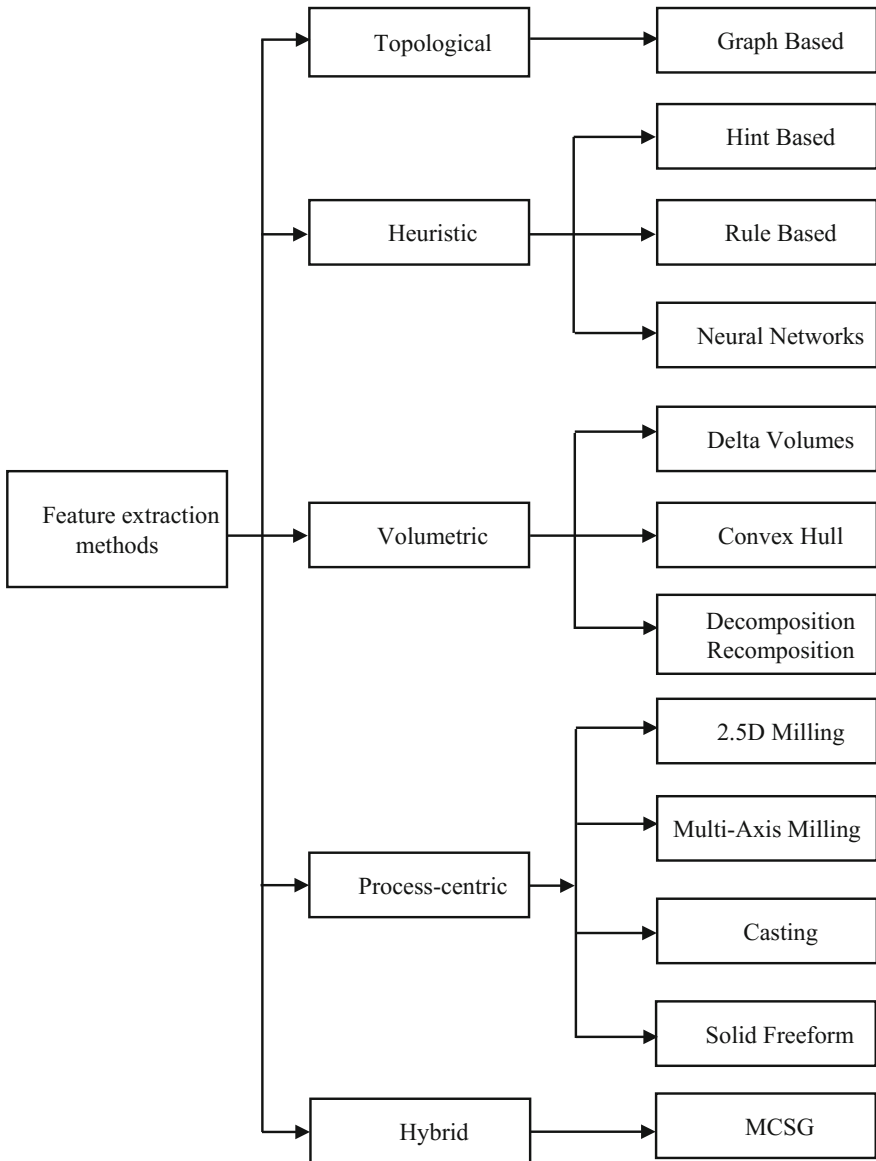 Topological
Graph Based
Hint Based
Heuristic
Rule Based
Neural Networks
Delta Volumes
Feature extraction
methods
Volumetric
Convex Hull
Decomposition
Recomposition
2.5D Milling
Multi-Axis Milling
Process-centric
Casting
Solid Freeform
Hybrid
MCSG